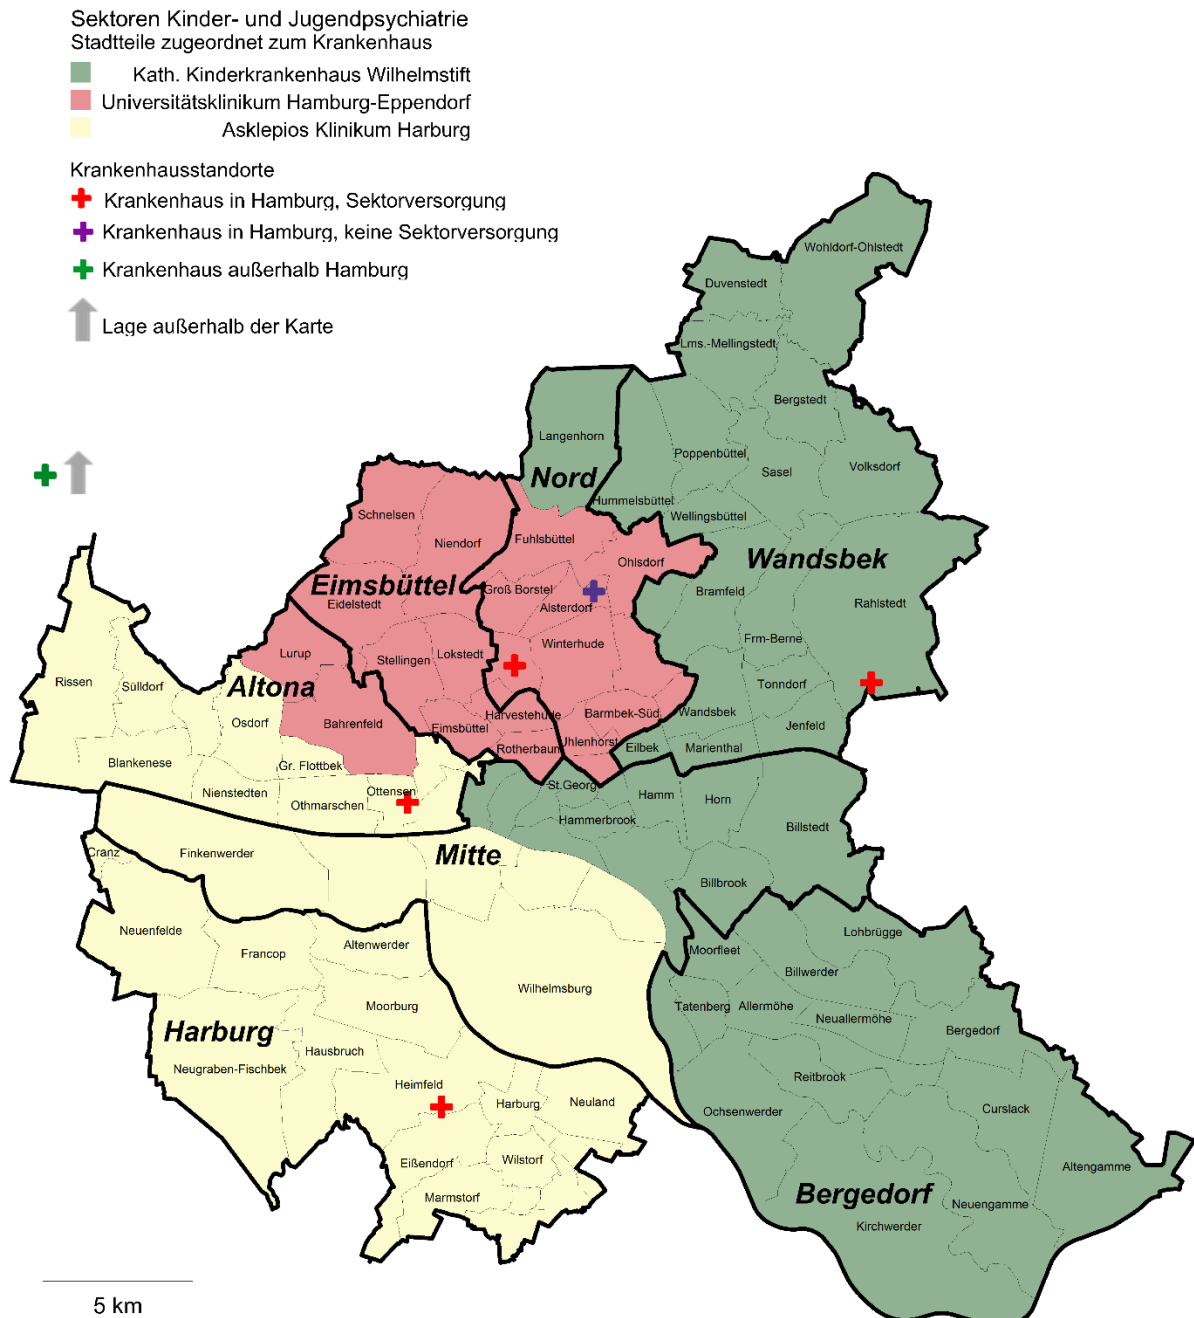 Sektoren Kinder- und Jugendpsychiatrie
Stadtteile zugeordnet zum Krankenhaus
Kath. Kinderkrankenhaus Wilhelmstift
Universitätsklinikum Hamburg-Eppendorf
Asklepios Klinikum Harburg
Krankenhausstandorte
Krankenhaus in Hamburg, Sektorversorgung
Krankenhaus in Hamburg, keine Sektorversorgung
Krankenhaus außerhalb Hamburg
Lage außerhalb der Karte
Wohldorf-Ohlstedt
Duvenstedt
Lms.-Mellingstedt
Bergstedt
Langenhorn
Poppenbüttel
Sasel
Volksdorf
Nord
Hummelsbüttel
Wellingsbüttel
Schnelsen
Niendorf
Fuhlsbüttel
Ohlsdorf
Wandsbek
Eimsbüttel
Groß Borstel
Alsterdorf
Bramfeld
Rahlstedt
Eidelstedt
Winterhude
Frm-Berne
Lurup
Stellingen
Lokstedt
Tonndorf
Rissen
Sülldorf
Altona
Osdorf
Bahrenfeld
Eimsbüttel
Harvestehude
Barmbek-Süd
Wandsbek
Jenfeld
Rotherbaum
Uhlenhorst
Eilbek
Marienthal
Blankenese
Gr. Flottbek
Nienstedten
Othmarschen
Ottensen
St.Georg
Hamm
Horn
Hammerbrook
Billstedt
Cranz
Finkenwerder
Mitte
Billbrook
Neuenfelde
Francop
Altenwerder
Lohbrügge
Moorfleet
Billwerder
Wilhelmsburg
Moorburg
Tatenberg
Allermöhe
Neuallermöhe
Bergedorf
Harburg
Hausbruch
Neugraben-Fischbek
Heimfeld
Harburg
Neuland
Reitbrook
Ochsenwerder
Curslack
Eißendorf
Wilstorf
Altengamme
Marmstorf
Bergedorf
Neuengamme
Kirchwerder
5 km